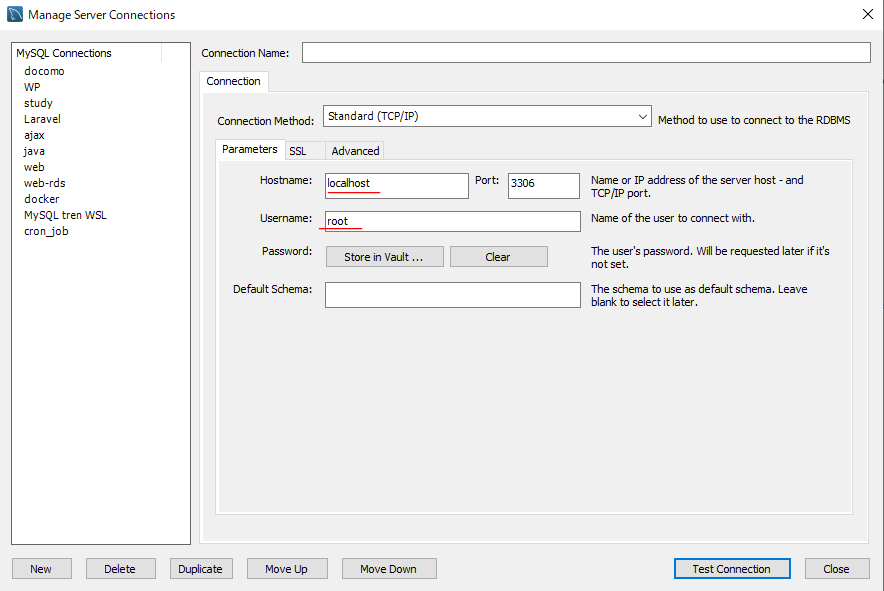 Manage Server Connections
MySQL Connections
docomo
WP
study
Laravel
ajax
java
web
web-rds
docker
MySQL tren WSL
cron_job
Connection Name:
Connection
Connection Method: Standard (TCP/IP) Method to use to connect to the RDBMS
Parameters SSL Advanced
Hostname: localhost Port: 3306 Name or IP address of the server host - and
TCP/IP port.
Username: root Name of the user to connect with.
Password: Store in Vault ... Clear The user's password. Will be requested later if it's
not set.
Default Schema: The schema to use as default schema. Leave
blank to select it later.
New Delete Duplicate Move Up Move Down Test Connection Close